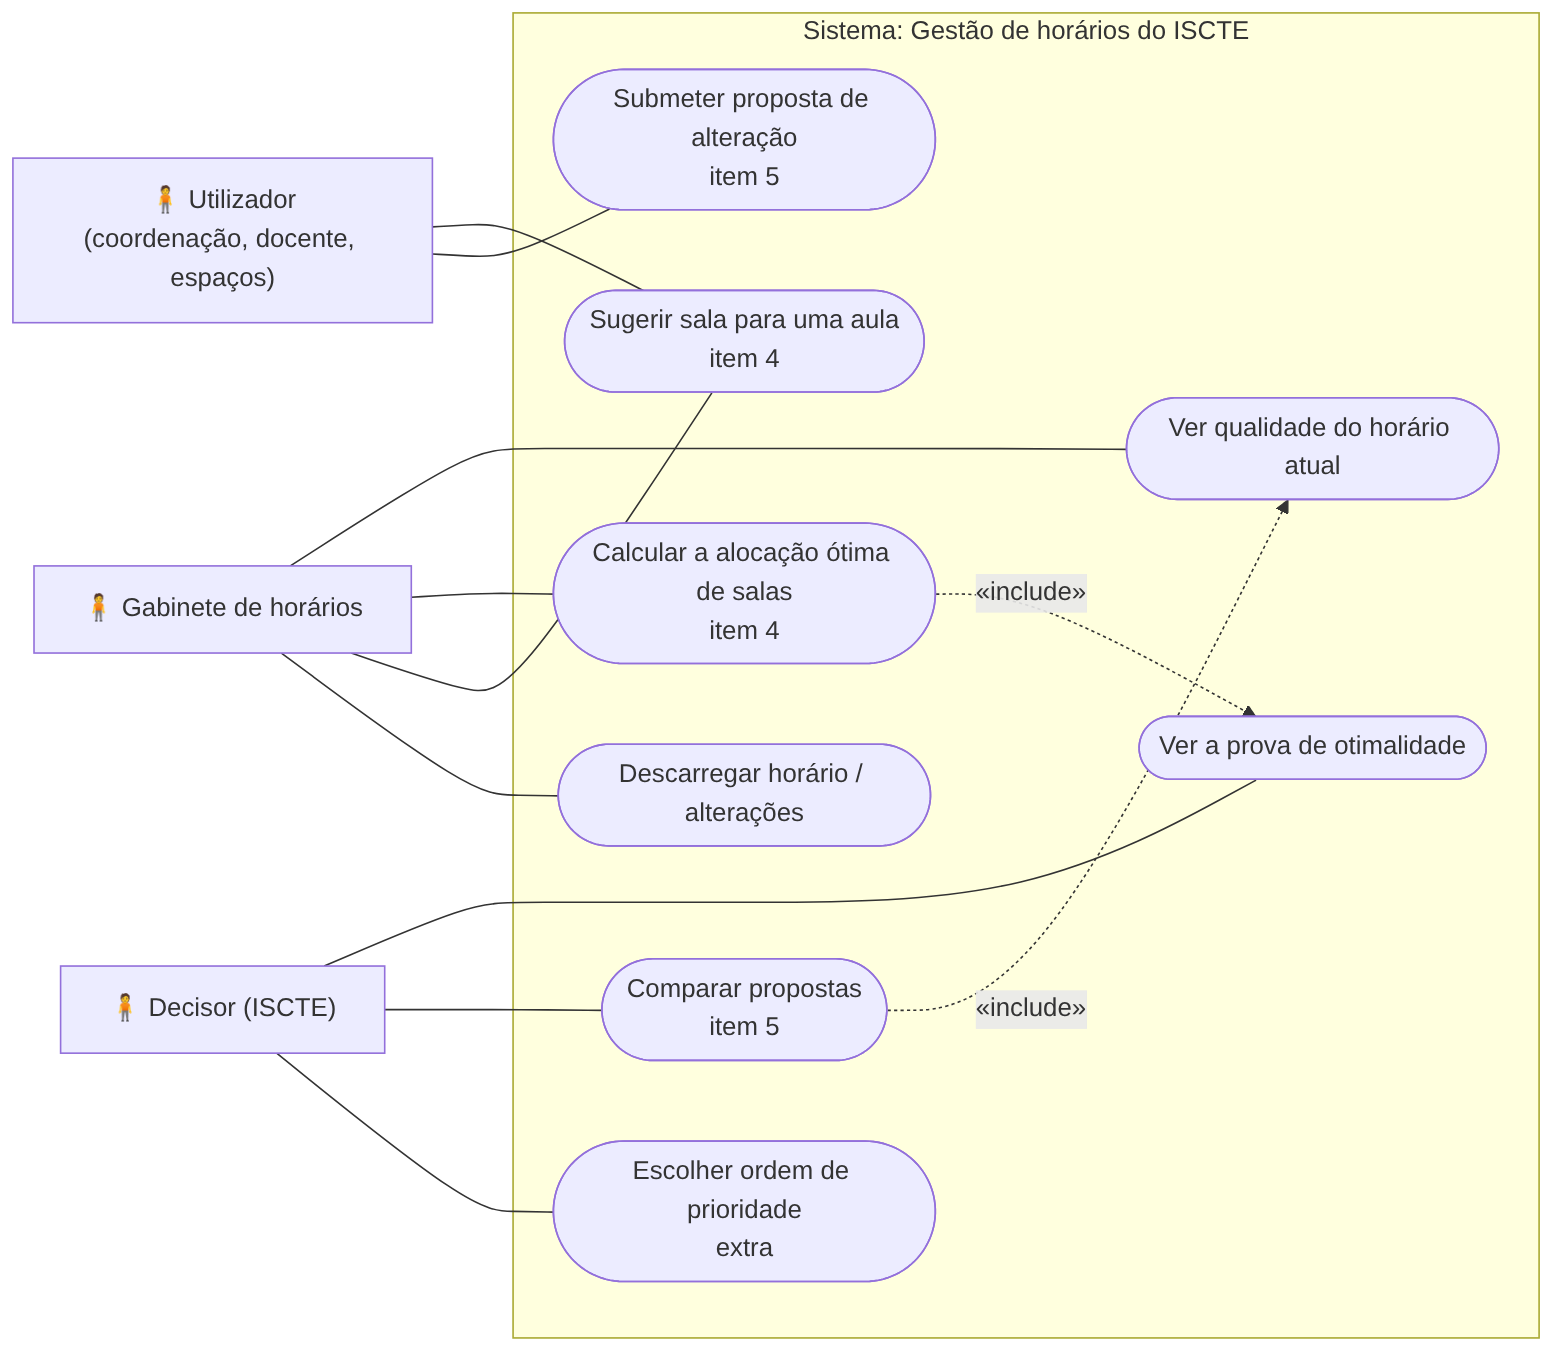 Sistema: Gestão de horários do ISCTE
Submeter proposta de
alteração
item 5
🧍 Utilizador
(coordenação, docente,
espaços)
Sugerir sala para uma aula
item 4
Ver qualidade do horário
atual
Calcular a alocação ótima
de salas
item 4
«include»
🧍 Gabinete de horários
Ver a prova de otimalidade
Descarregar horário /
alterações
🧍 Decisor (ISCTE)
Comparar propostas
item 5
«include»
Escolher ordem de
prioridade
extra